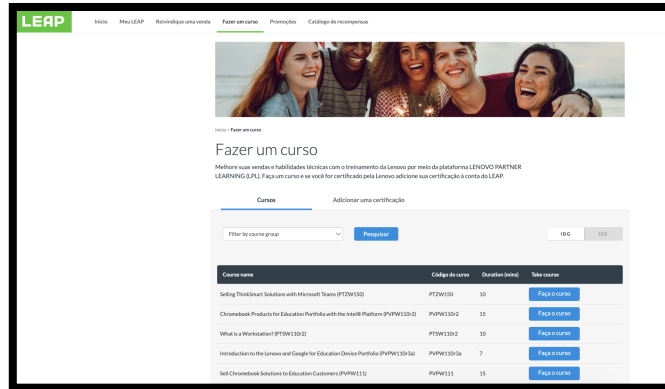 LEAP
Início Meu LEAP Reivindique uma venda Fazer um curso Promoções Catálogo de recompensas
Início > Fazer um curso
Fazer um curso
Melhore suas vendas e habilidades técnicas com o treinamento da Lenovo por meio da plataforma LENOVO PARTNER
LEARNING (LPL). Faça um curso e se você for certificado pela Lenovo adicione sua certificação à conta do LEAP.
Cursos Adicionar uma certificação
Filter by course group Pesquisar IDG ISG
Course name Código do curso Duration (mins) Take course
Selling ThinkSmart Solutions with Microsoft Teams (PTZW150) PTZW150 10 Faça o curso
Chromebook Products for Education Portfolio with the Intel® Platform (PVPW110r2) PVPW110r2 15 Faça o curso
What is a Workstation? (PTSW110r2) PTSW110r2 10 Faça o curso
Introduction to the Lenovo and Google for Education Device Portfolio (PVPW110r3a) PVPW110r3a 7 Faça o curso
Sell Chromebook Solutions to Education Customers (PVPW111) PVPW111 15 Faça o curso